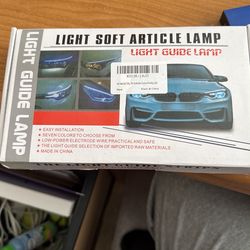 LIGHT SOFT ARTICLE LAMP
LIGHT GUIDE LAMP
LIGHT GUIDE LAMP
EASY INSTALLATION
SEVEN COLORS TO CHOOSE FROM
LOW-POWER ELECTRODE WIRE PRACTICAL AND SAFE
THE LIGHT GUIDE SELECTION OF IMPORTED RAW MATERIALS
MADE IN CHINA